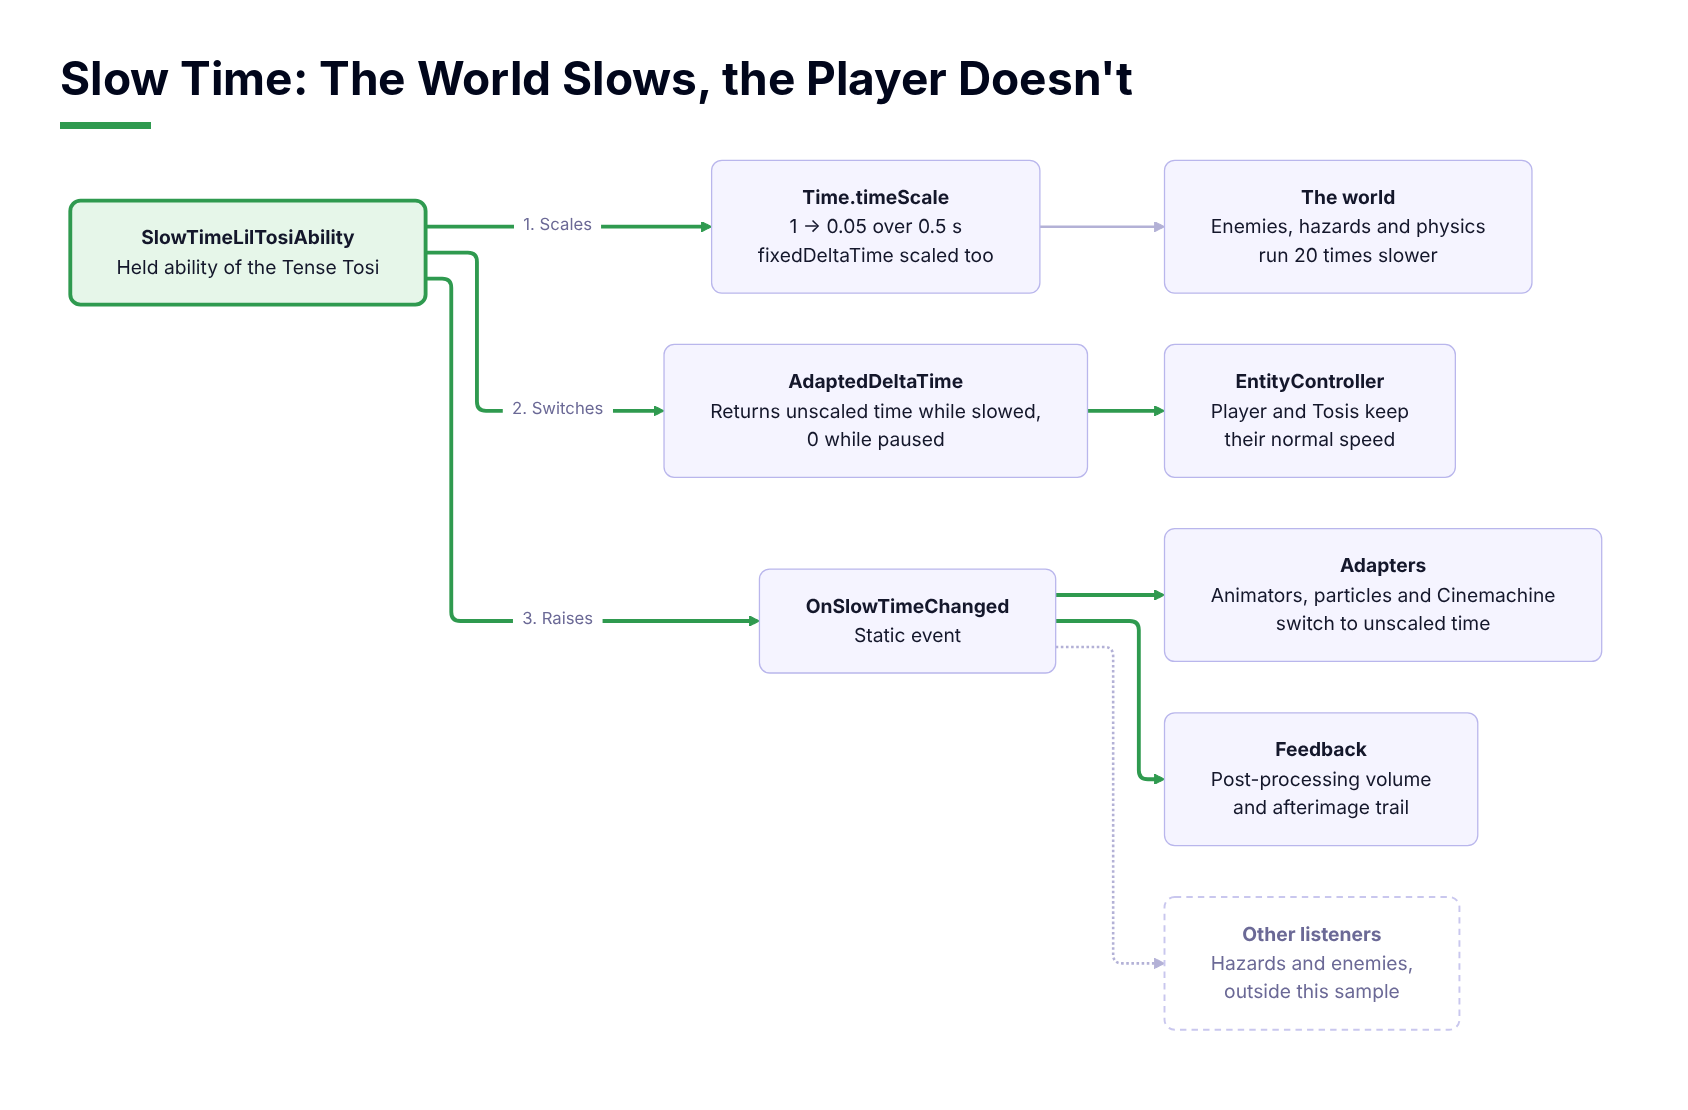 Slow Time: The World Slows, the Player Doesn't
SlowTimeLilTosiAbility
Held ability of the Tense Tosi
1. Scales
Time.timeScale
1 → 0.05 over 0.5 s
fixedDeltaTime scaled too
The world
Enemies, hazards and physics
run 20 times slower
2. Switches
AdaptedDeltaTime
Returns unscaled time while slowed,
0 while paused
EntityController
Player and Tosis keep
their normal speed
3. Raises
OnSlowTimeChanged
Static event
Adapters
Animators, particles and Cinemachine
switch to unscaled time
Feedback
Post-processing volume
and afterimage trail
Other listeners
Hazards and enemies,
outside this sample